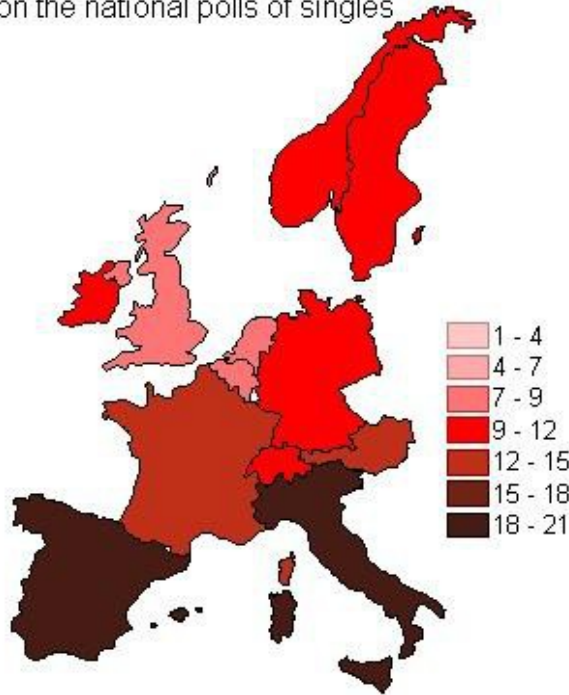 on the national polls of singles
1 - 4
4 - 7
7 - 9
9 - 12
12 - 15
15 - 18
18 - 21